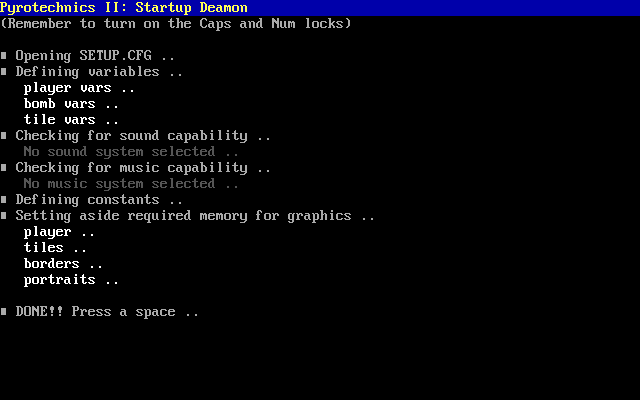 Pyrotechnics II: Startup Deamon
(Remember to turn on the Caps and Num locks)
Opening SETUP.CFG ..
Defining variables ..
player vars ..
bomb vars ..
tile vars ..
Checking for sound capability ..
No sound system selected ..
Checking for music capability ..
No music system selected ..
Defining constants ..
Setting aside required memory for graphics ..
player ..
tiles ..
borders ..
portraits ..
DONE!! Press a space ..